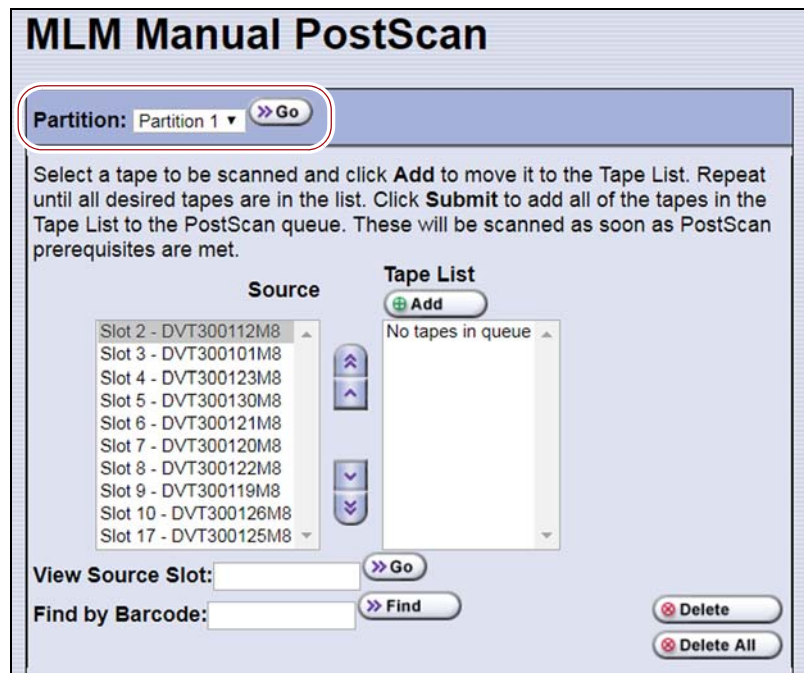 MLM Manual PostScan
Partition: Partition 1 Go
Select a tape to be scanned and click Add to move it to the Tape List. Repeat
until all desired tapes are in the list. Click Submit to add all of the tapes in the
Tape List to the PostScan queue. These will be scanned as soon as PostScan
prerequisites are met.
Source
Tape List
Add
Slot 2 - DVT300112M8
Slot 3 - DVT300101M8
Slot 4 - DVT300123M8
Slot 5 - DVT300130M8
Slot 6 - DVT300121M8
Slot 7 - DVT300120M8
Slot 8 - DVT300122M8
Slot 9 - DVT300119M8
Slot 10 - DVT300126M8
Slot 17 - DVT300125M8
No tapes in queue
View Source Slot: Go
Find by Barcode: Find
Delete
Delete All